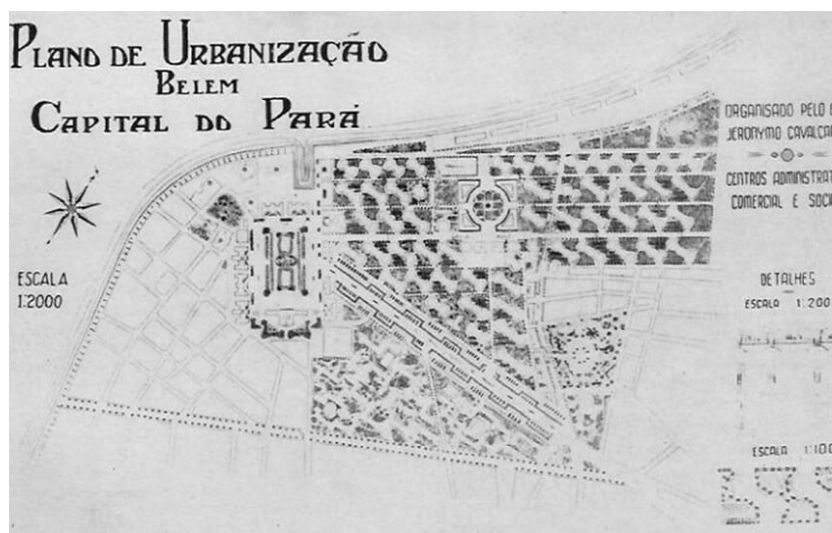 PLANO DE URBANIZAÇÃO
BELEM
CAPITAL DO PARÁ
ORGANISADO PELO
JERONYMO CAVALCA
CENTROS ADMINISTRAT
COMERCIAL E SOCI
ESCALA
1:2000
DETALHES
ESCALA 1:200
ESCALA 1:100